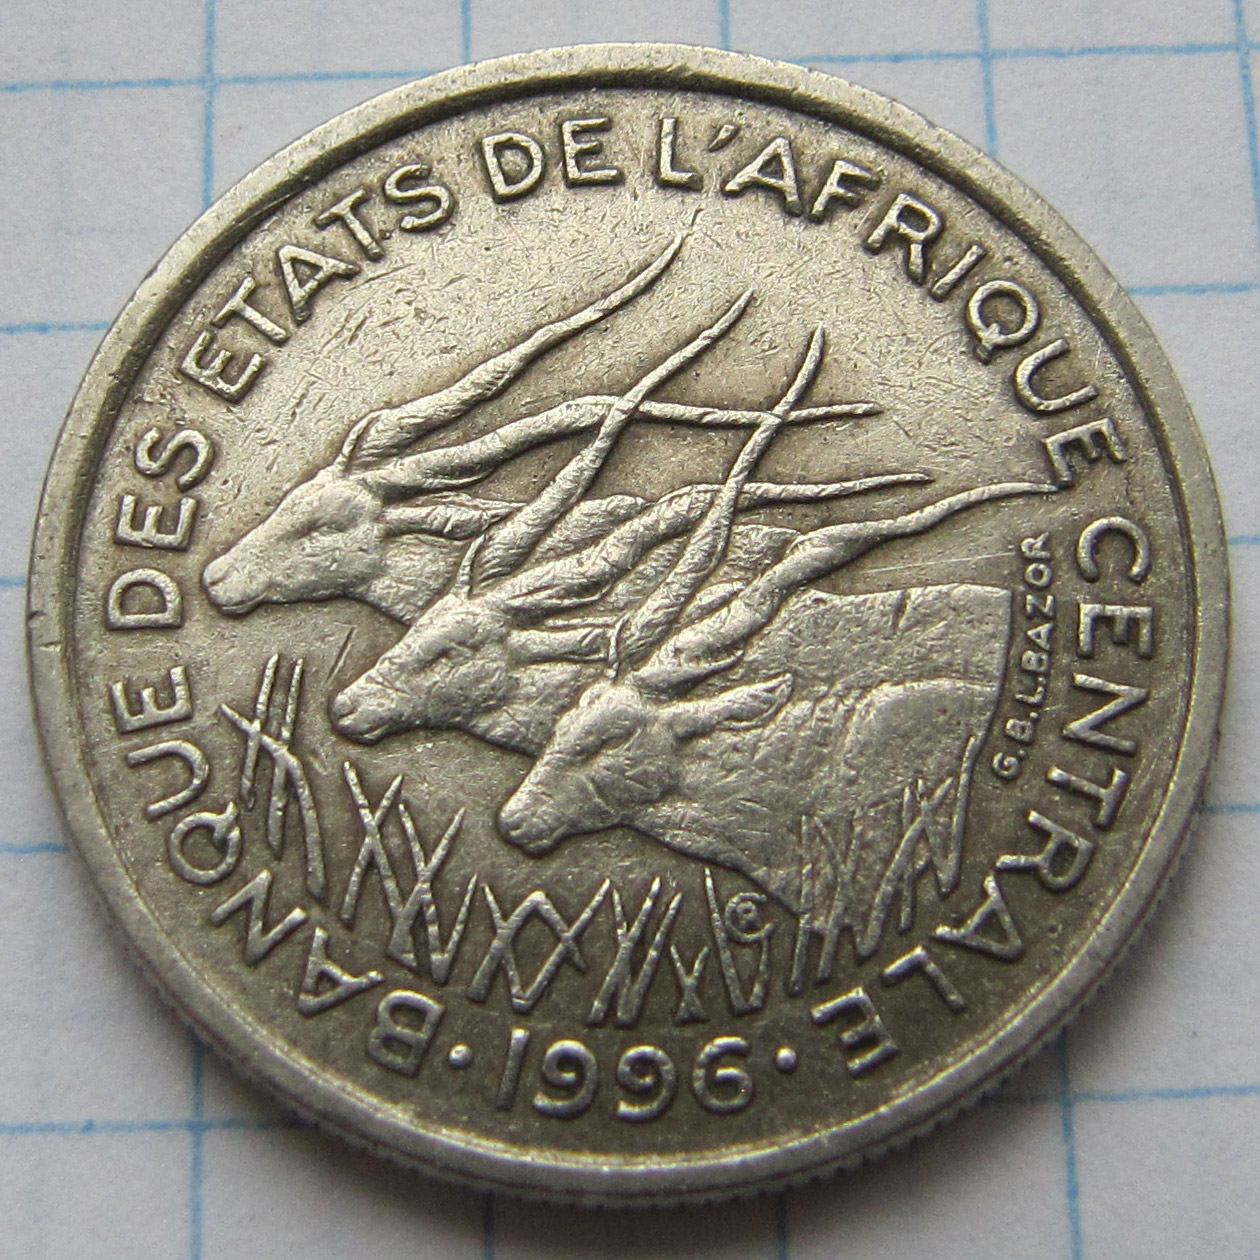 BANQUE DES ETATS DE L'AFRIQUE CENTRALE
G.B.L.BAZOR
·1996·